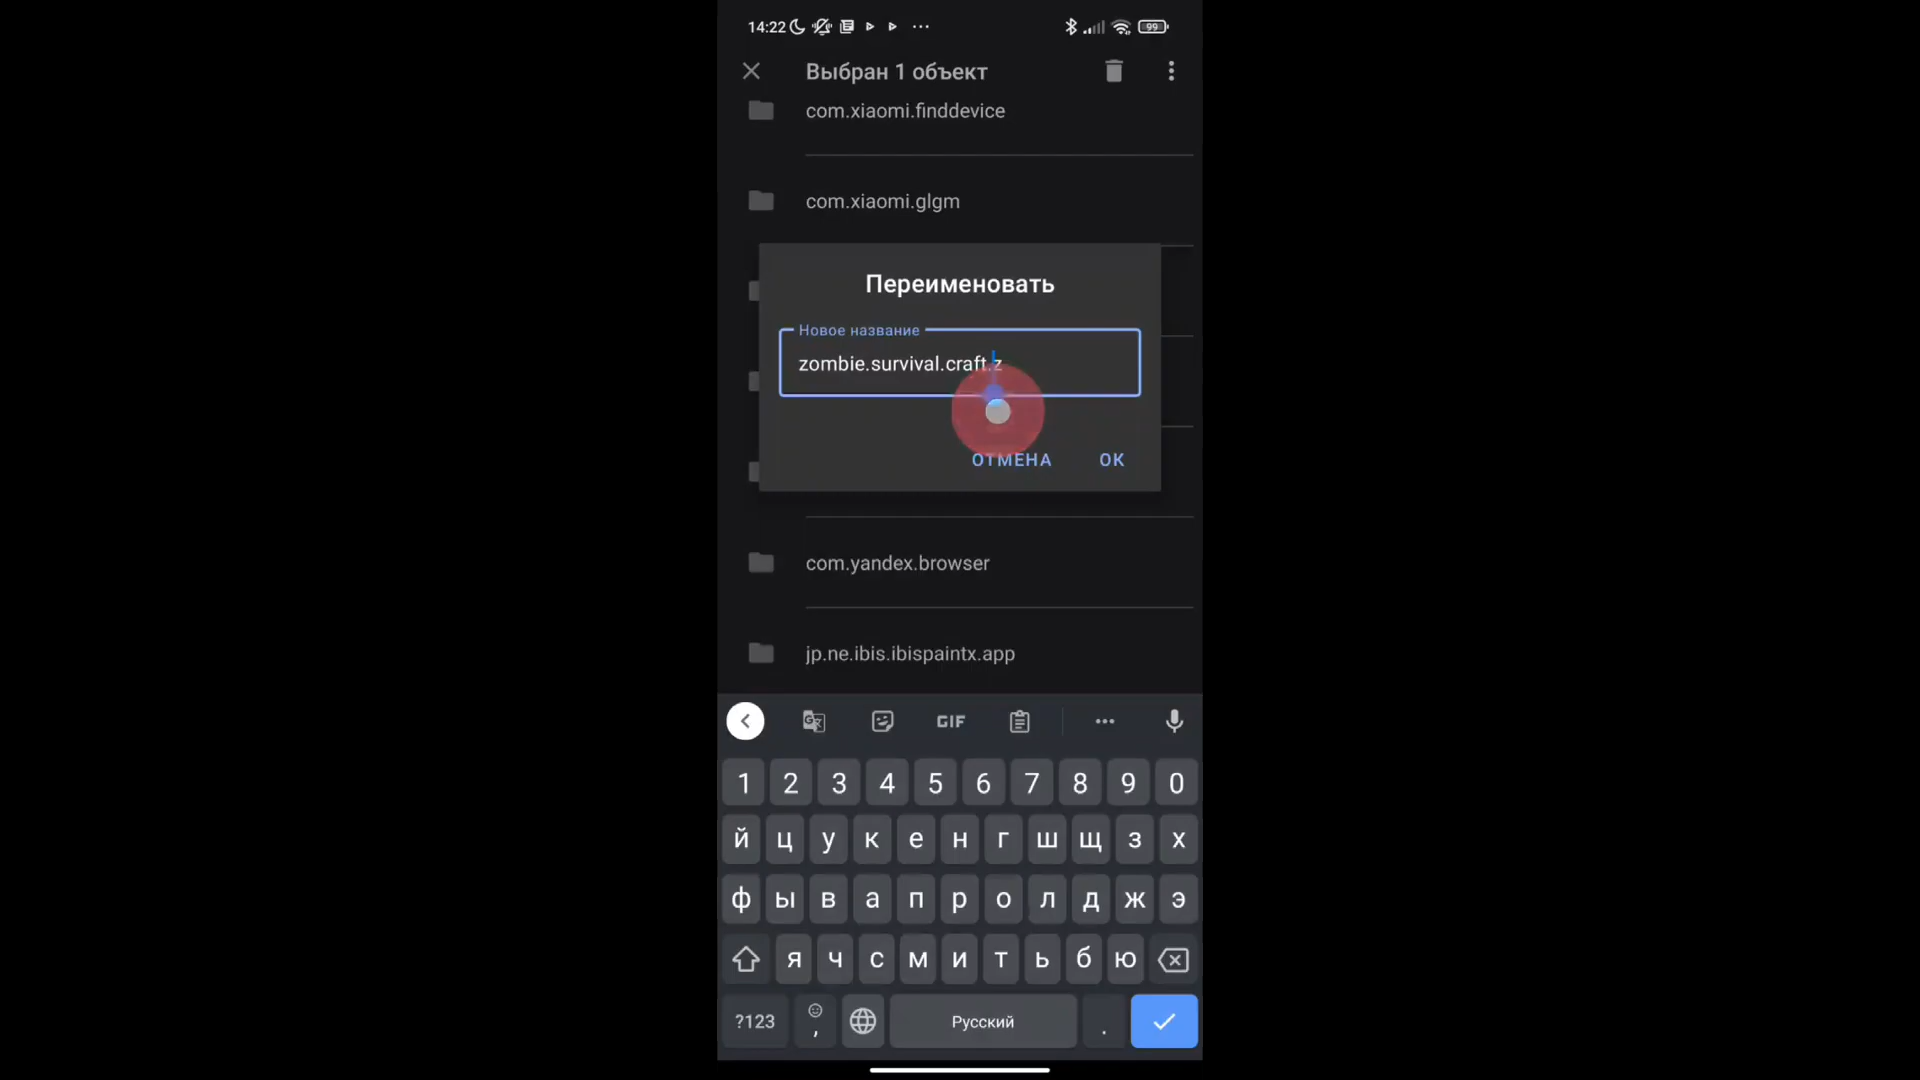 14:22 99
Выбран 1 объект
com.xiaomi.finddevice
com.xiaomi.glgm
Переименовать
Новое название
zombie.survival.craft.z
ОТМЕНА ОК
com.yandex.browser
jp.ne.ibis.ibispaintx.app
GIF
1 2 3 4 5 6 7 8 9 0
й ц у к е н г ш щ з х
ф ы в а п р о л д ж э
я ч с м и т ь б ю
?123 , Русский .